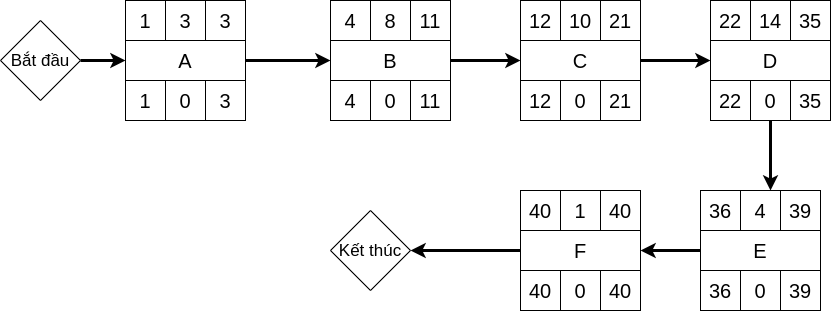 Bắt đầu
1 3 3
A
1 0 3
4 8 11
B
4 0 11
12 10 21
C
12 0 21
22 14 35
D
22 0 35
36 4 39
E
36 0 39
40 1 40
F
40 0 40
Kết thúc